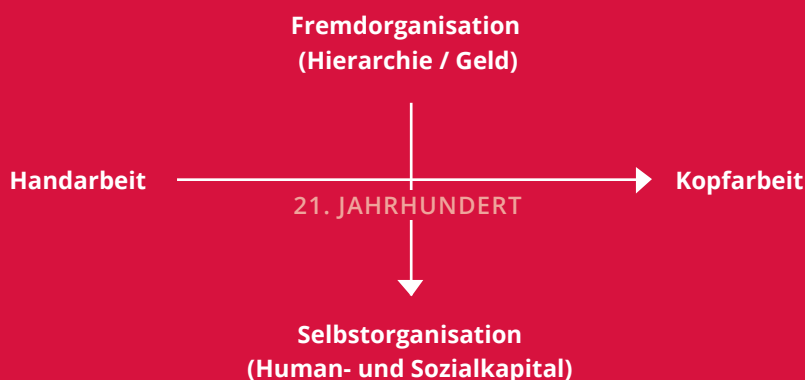 Fremdorganisation
(Hierarchie / Geld)
Handarbeit
Kopfarbeit
21. JAHRHUNDERT
Selbstorganisation
(Human- und Sozialkapital)